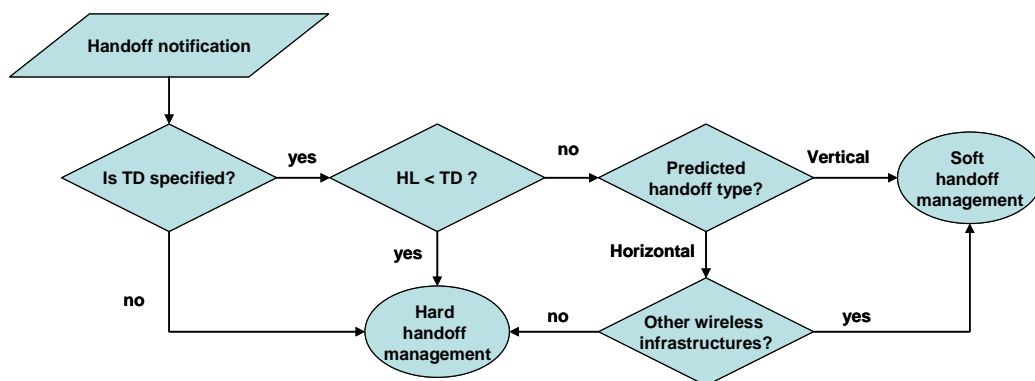 Handoff notification
Is TD specified?
yes
HL < TD ?
no
Predicted
handoff type?
Vertical
Soft
handoff
management
yes
Horizontal
no
Hard
handoff
management
no
Other wireless
infrastructures?
yes